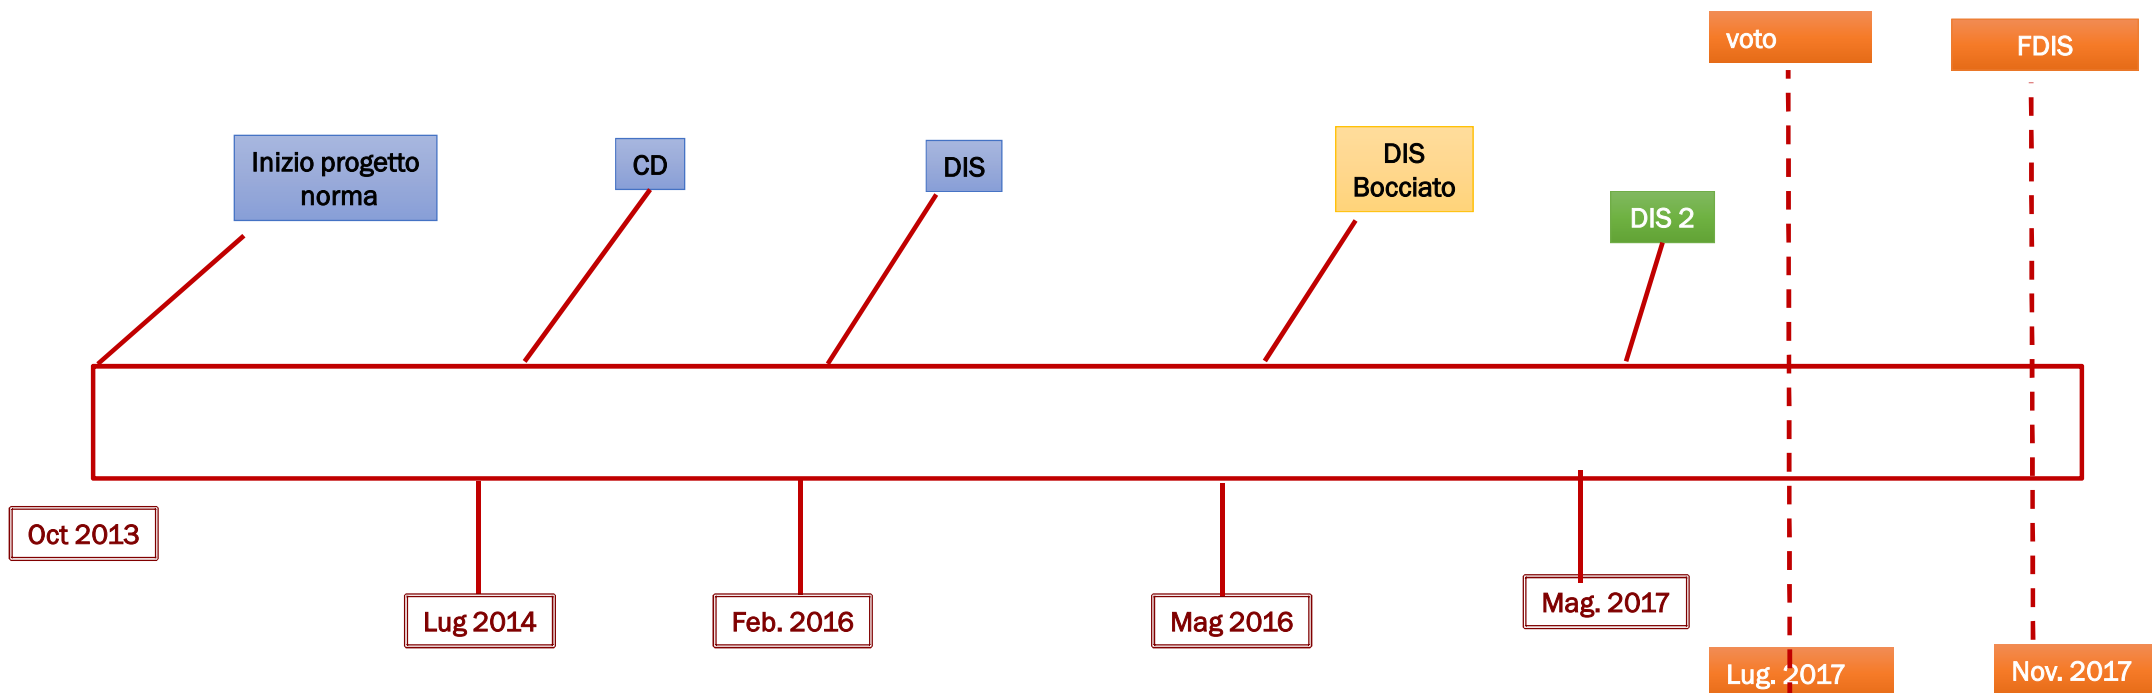 voto
FDIS
Inizio progetto
norma
CD
DIS
DIS
Bocciato
DIS 2
Oct 2013
Lug 2014
Feb. 2016
Mag 2016
Mag. 2017
Lug. 2017
Nov. 2017